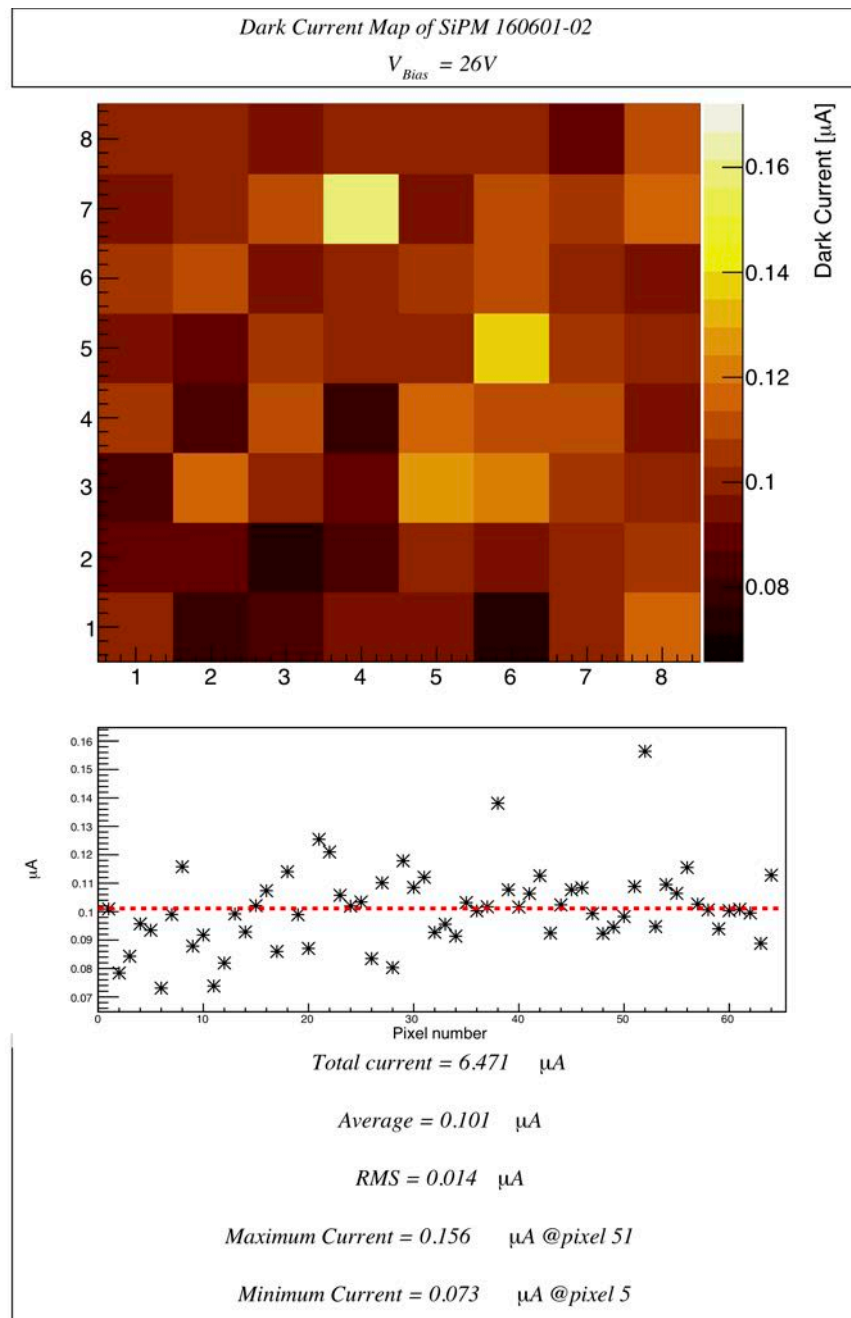 Dark Current Map of SiPM 160601-02
V_Bias = 26V
8
7
6
5
4
3
2
1
1 2 3 4 5 6 7 8
0.16
0.14
0.12
0.1
0.08
Dark Current [µA]
0.16
0.15
0.14
0.13
0.12
0.11
0.1
0.09
0.08
0.07
µA
0 10 20 30 40 50 60
Pixel number
Total current = 6.471 µA
Average = 0.101 µA
RMS = 0.014 µA
Maximum Current = 0.156 µA @pixel 51
Minimum Current = 0.073 µA @pixel 5